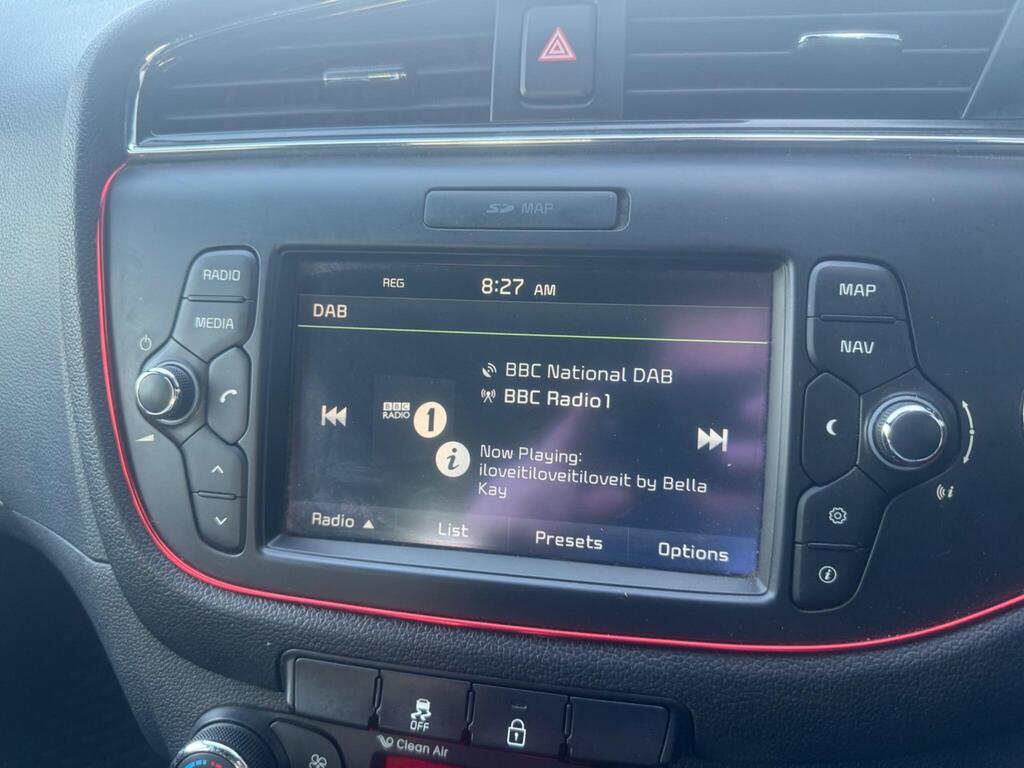 SD MAP
RADIO
MEDIA
REG
8:27 AM
DAB
BBC National DAB
BBC Radio1
BBC
RADIO
1
i
Now Playing:
iloveitiloveitiloveit by Bella
Kay
Radio
List
Presets
Options
MAP
NAV
i
i
OFF
Clean Air